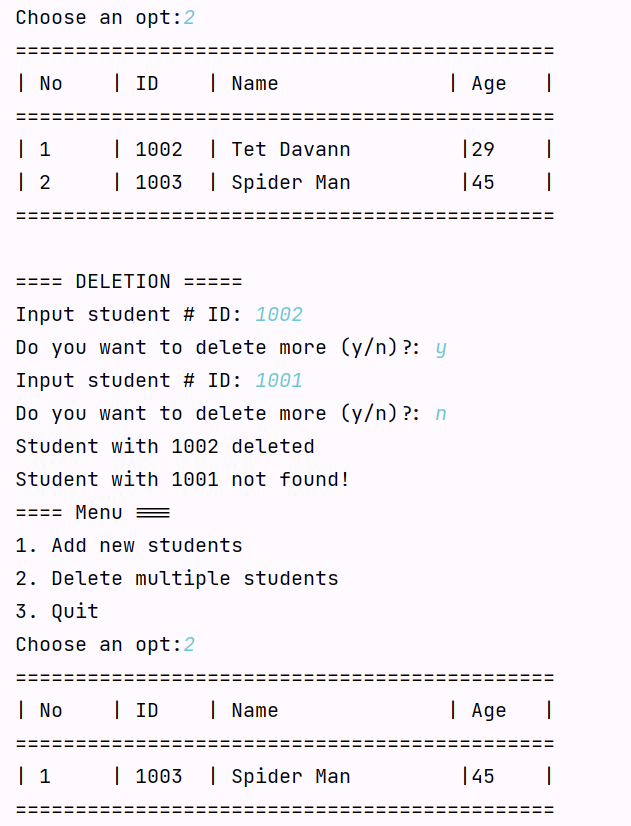 Choose an opt:2
=============================================
| No    | ID    | Name              | Age   |
=============================================
| 1     | 1002  | Tet Davann         |29    |
| 2     | 1003  | Spider Man         |45    |
=============================================
==== DELETION =====
Input student # ID: 1002
Do you want to delete more (y/n)?: y
Input student # ID: 1001
Do you want to delete more (y/n)?: n
Student with 1002 deleted
Student with 1001 not found!
==== Menu ===
1. Add new students
2. Delete multiple students
3. Quit
Choose an opt:2
=============================================
| No    | ID    | Name              | Age   |
=============================================
| 1     | 1003  | Spider Man         |45    |
=============================================